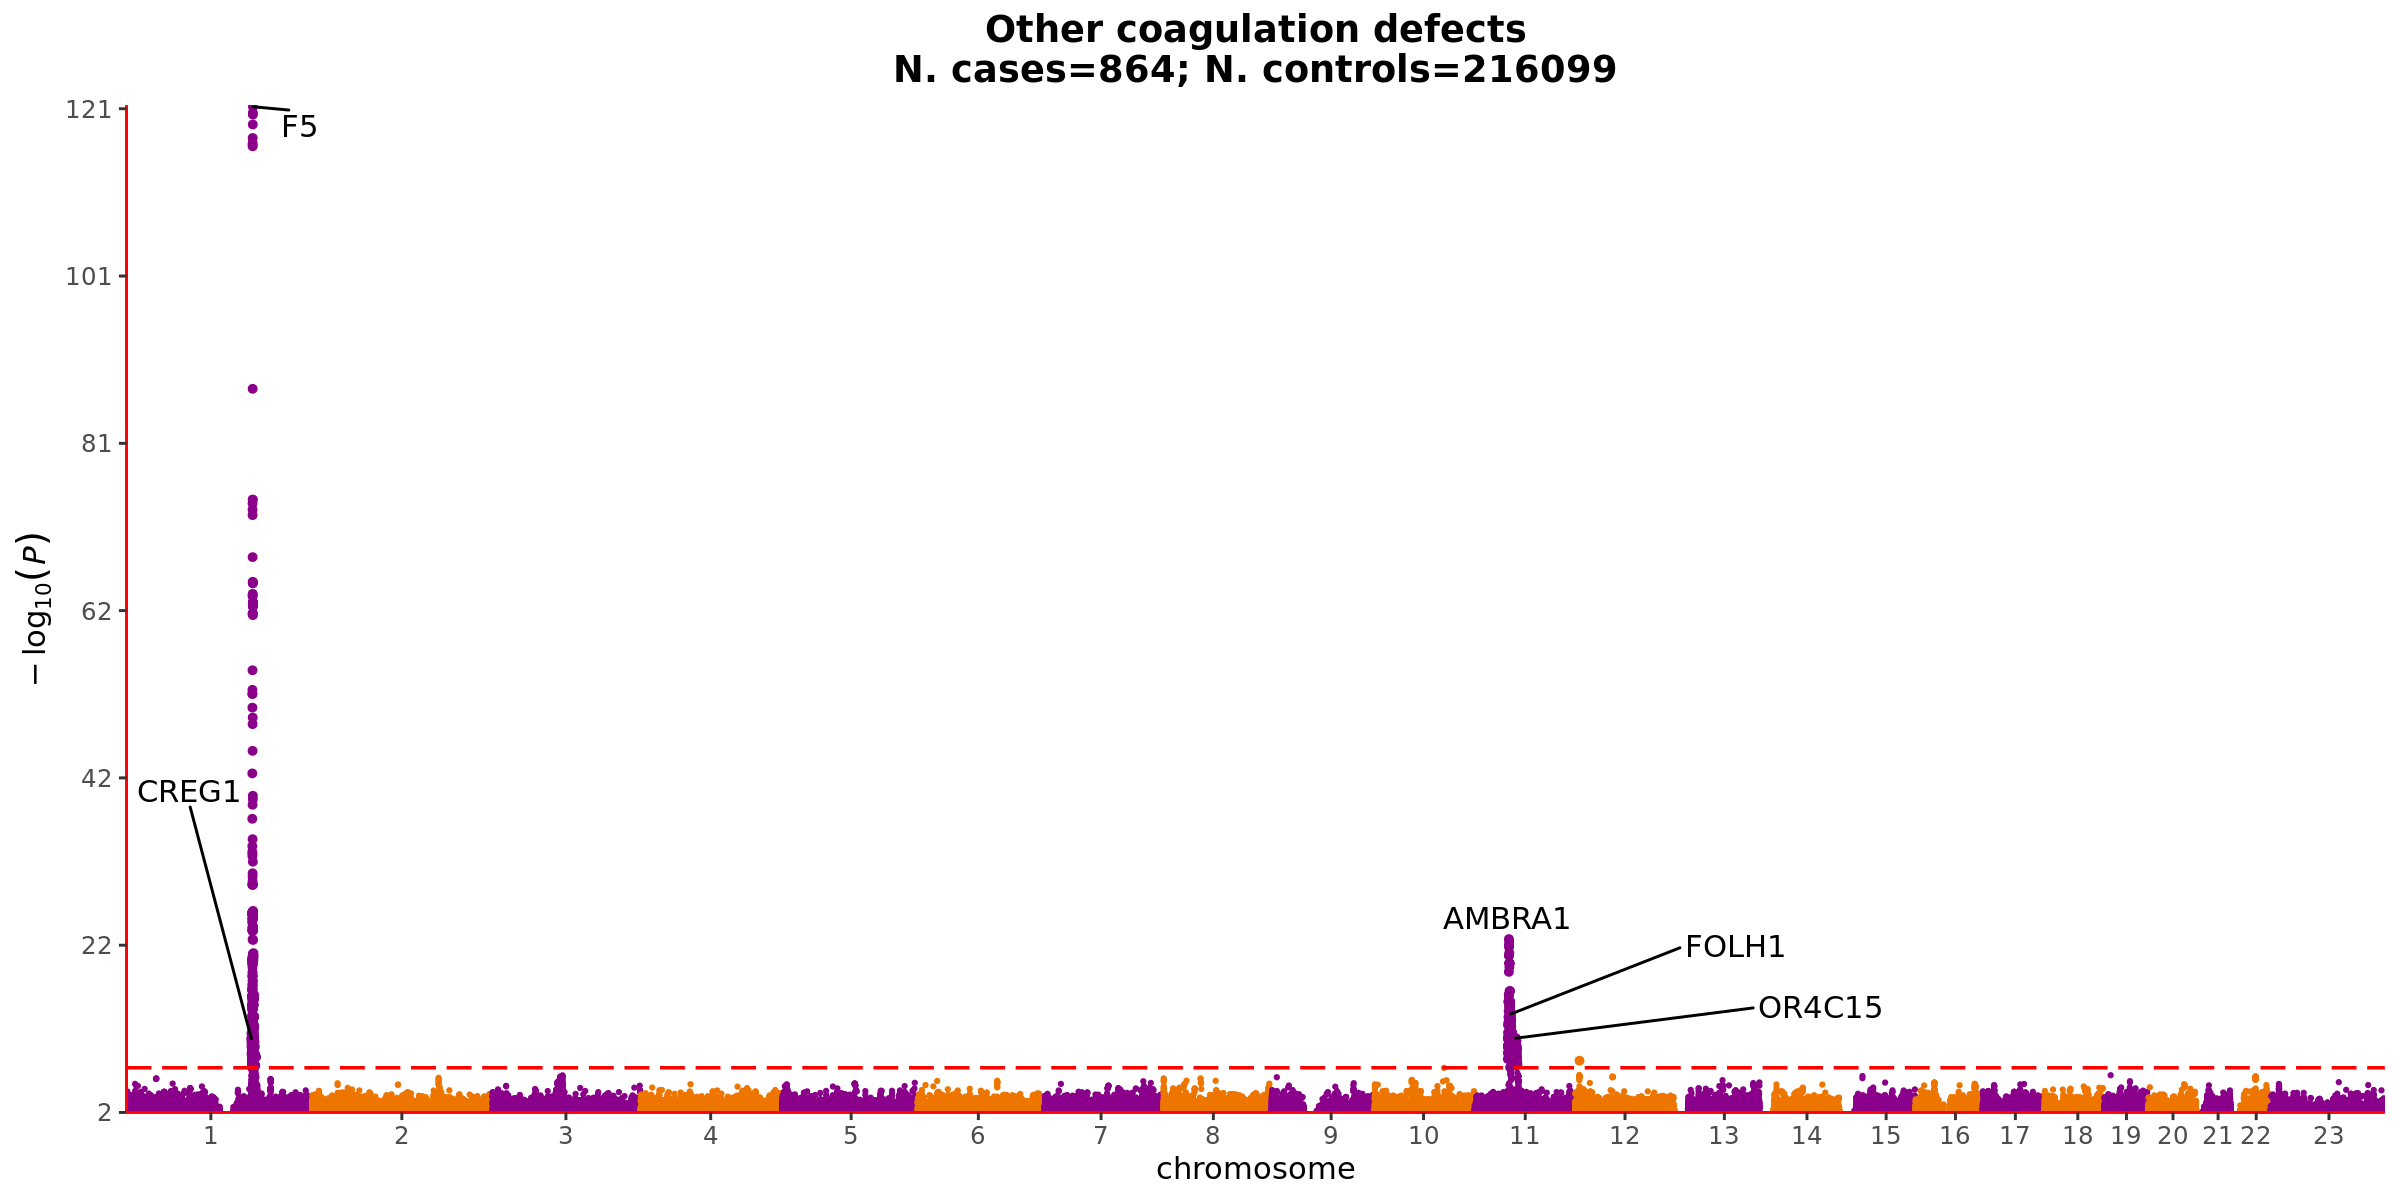 Other coagulation defects
N. cases=864; N. controls=216099
121
101
81
62
42
22
2
− log10(P)
F5
CREG1
AMBRA1
FOLH1
OR4C15
1 2 3 4 5 6 7 8 9 10 11 12 13 14 15 16 17 18 19 20 21 22 23
chromosome